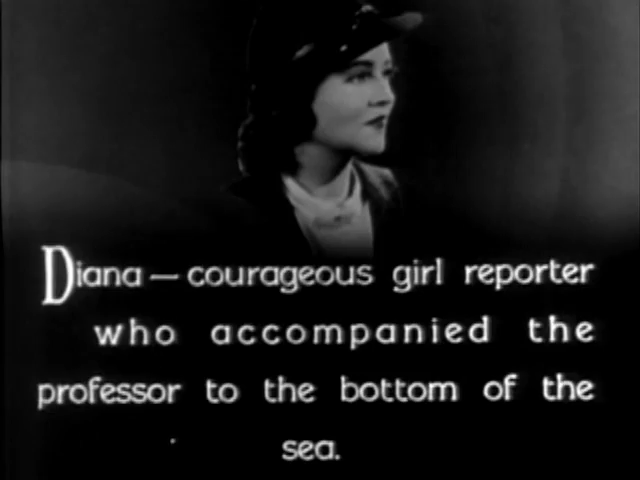 Diana — courageous girl reporter
who accompanied the
professor to the bottom of the
sea.